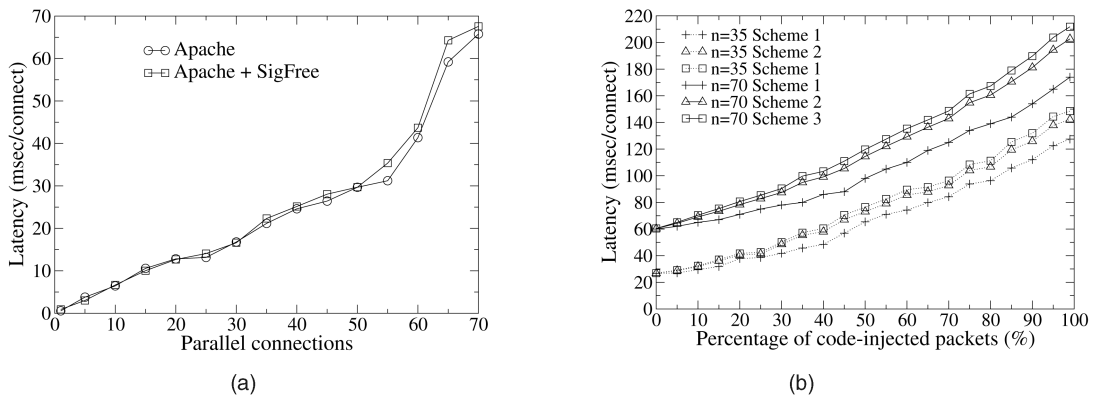 70
60
50
40
30
20
10
0
Latency (msec/connect)
Apache
Apache + SigFree
0
10
20
30
40
50
60
70
Parallel connections
(a)
220
200
180
160
140
120
100
80
60
40
20
0
Latency (msec/connect)
n=35 Scheme 1
n=35 Scheme 2
n=35 Scheme 1
n=70 Scheme 1
n=70 Scheme 2
n=70 Scheme 3
0
10
20
30
40
50
60
70
80
90
100
Percentage of code-injected packets (%)
(b)